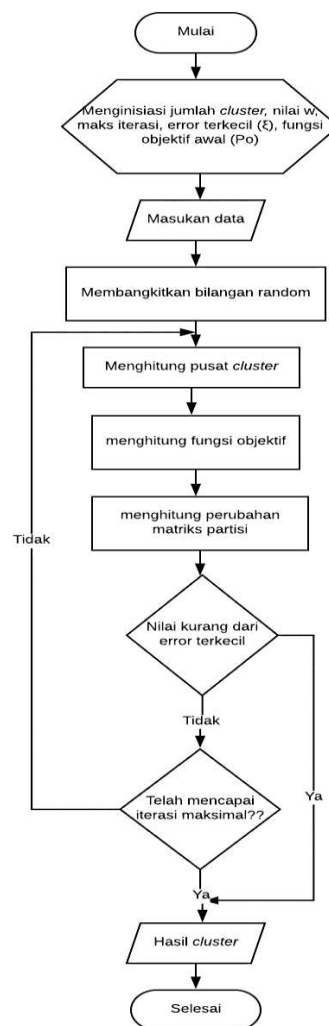 Mulai
Menginisiasi jumlah cluster, nilai w,
maks iterasi, error terkecil (ξ), fungsi
objektif awal (Po)
Masukan data
Membangkitkan bilangan random
Menghitung pusat cluster
menghitung fungsi objektif
menghitung perubahan
matriks partisi
Tidak
Nilai kurang dari
error terkecil
Tidak
Telah mencapai
iterasi maksimal??
Ya
Ya
Hasil cluster
Selesai